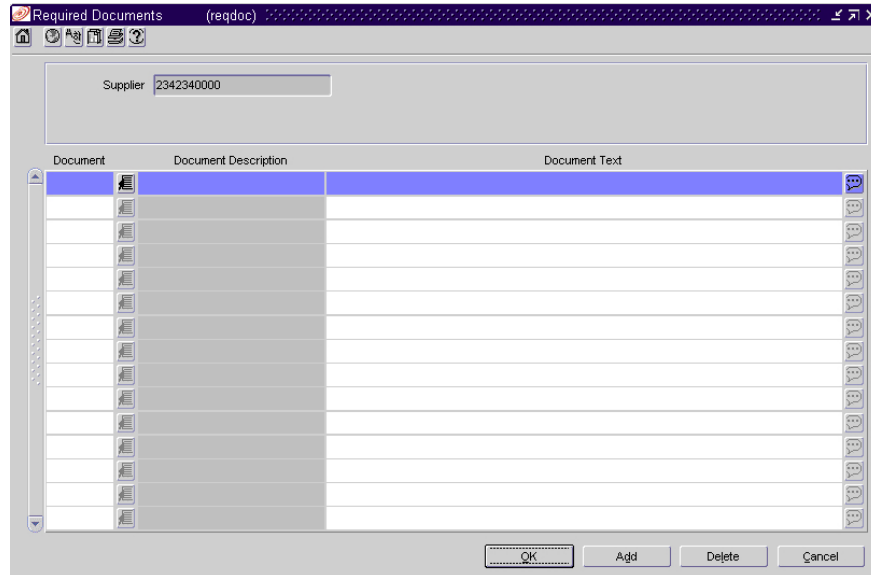 Required Documents (reqdoc)
Supplier 2342340000
Document Document Description Document Text
OK Add Delete Cancel